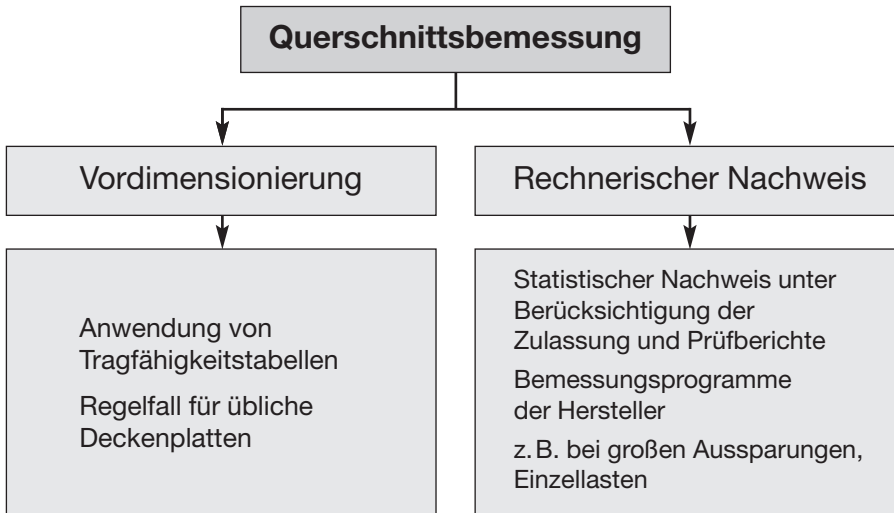 Querschnittsbemessung
Vordimensionierung
Anwendung von
Tragfähigkeitstabellen
Regelfall für übliche
Deckenplatten
Rechnerischer Nachweis
Statistischer Nachweis unter
Berücksichtigung der
Zulassung und Prüfberichte
Bemessungsprogramme
der Hersteller
z. B. bei großen Aussparungen,
Einzellasten